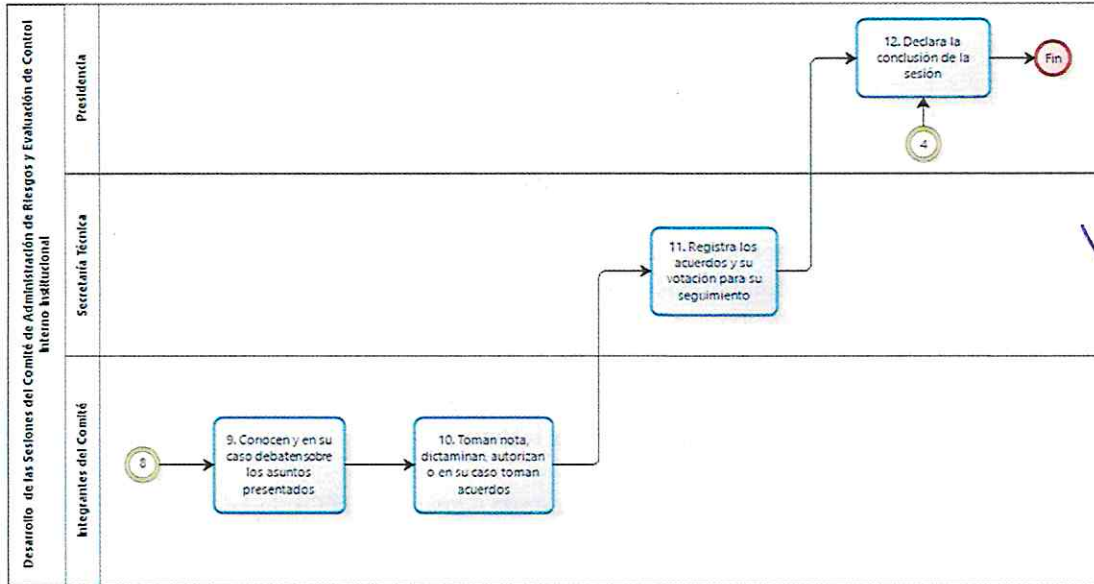 Desarrollo de las Sesiones del Comité de Administración de Riesgos y Evaluación de Control
Interno Institucional
Presidencia
12. Declara la
conclusión de la
sesión
Fin
4
Secretaría Técnica
11. Registra los
acuerdos y su
votación para su
seguimiento
Integrantes del Comité
8
9. Conocen y en su
caso debaten sobre
los asuntos
presentados
10. Toman nota,
dictaminan, autorizan
o en su caso toman
acuerdos